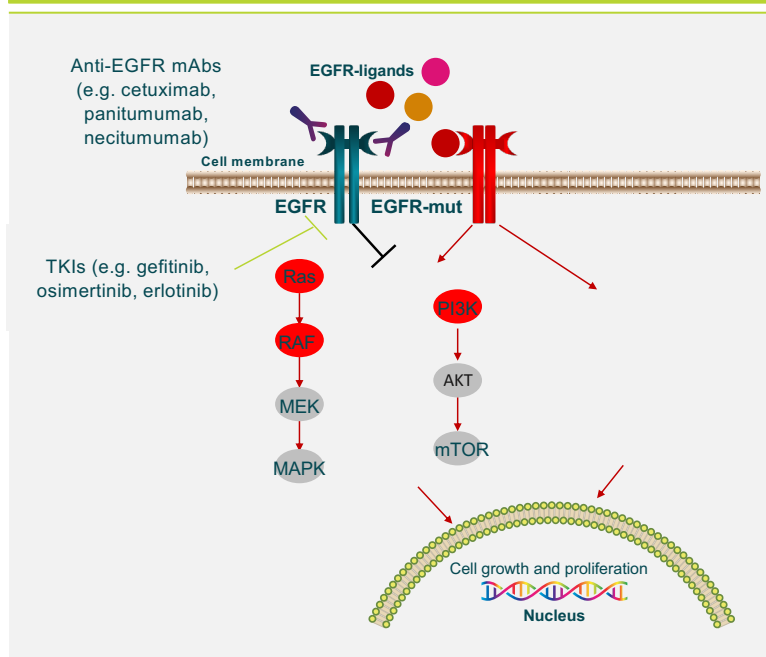 Anti-EGFR mAbs
(e.g. cetuximab,
panitumumab,
necitumumab)
EGFR-ligands
Cell membrane
EGFR
EGFR-mut
TKIs (e.g. gefitinib,
osimertinib, erlotinib)
Ras
RAF
MEK
MAPK
PI3K
AKT
mTOR
Cell growth and proliferation
Nucleus